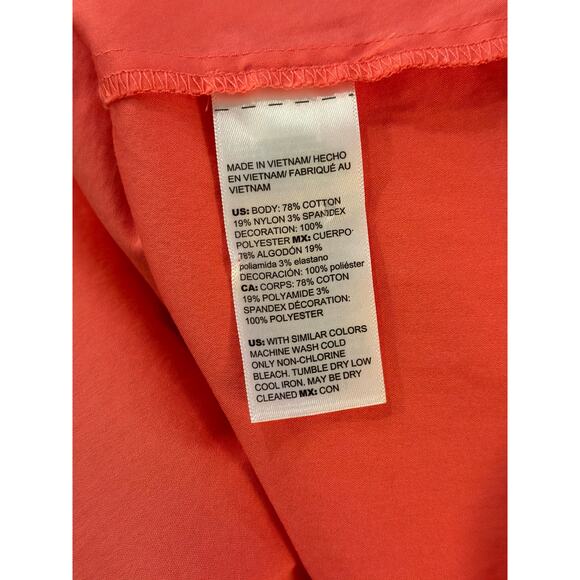 MADE IN VIETNAM/ HECHO
EN VIETNAM/ FABRIQUÉ AU
VIETNAM
US: BODY: 78% COTTON
19% NYLON 3% SPANDEX
DECORATION: 100%
POLYESTER MX: CUERPO:
78% ALGODÓN 19%
poliamida 3% elastano
DECORACIÓN: 100% poliéster
CA: CORPS: 78% COTON
19% POLYAMIDE 3%
SPANDEX DÉCORATION:
100% POLYESTER
US: WITH SIMILAR COLORS
MACHINE WASH COLD
ONLY NON-CHLORINE
BLEACH. TUMBLE DRY LOW
COOL IRON. MAY BE DRY
CLEANED MX: CON